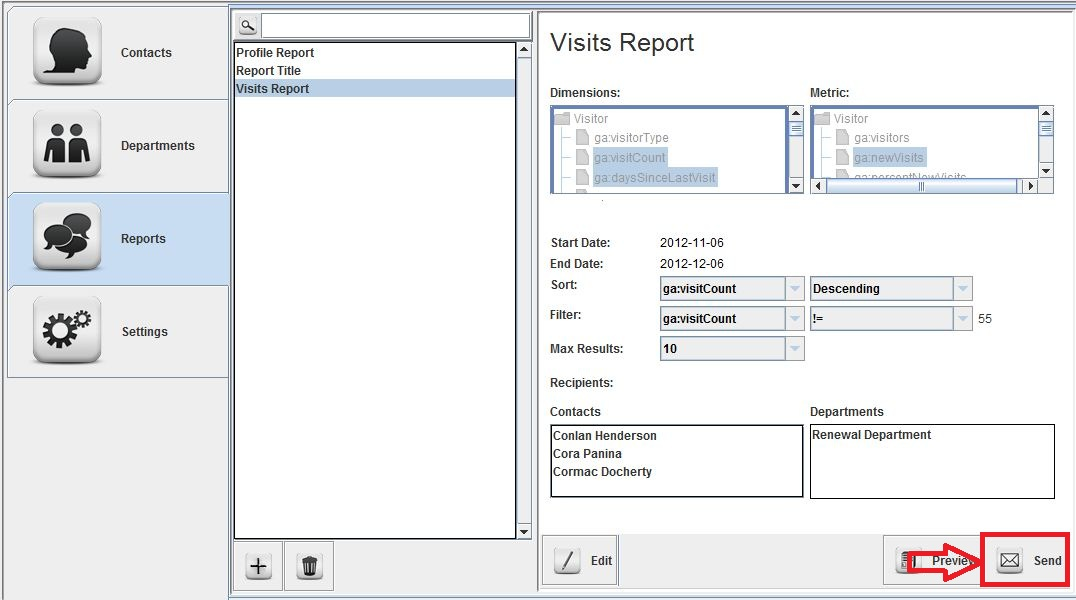 Contacts
Departments
Reports
Settings
Profile Report
Report Title
Visits Report
Visits Report
Dimensions:
Metric:
Visitor
ga:visitorType
ga:visitCount
ga:daysSinceLastVisit
Visitor
ga:visitors
ga:newVisits
ga:percentNewVisits
Start Date: 2012-11-06
End Date: 2012-12-06
Sort: ga:visitCount Descending
Filter: ga:visitCount != 55
Max Results: 10
Recipients:
Contacts
Conlan Henderson
Cora Panina
Cormac Docherty
Departments
Renewal Department
Edit
Preview
Send